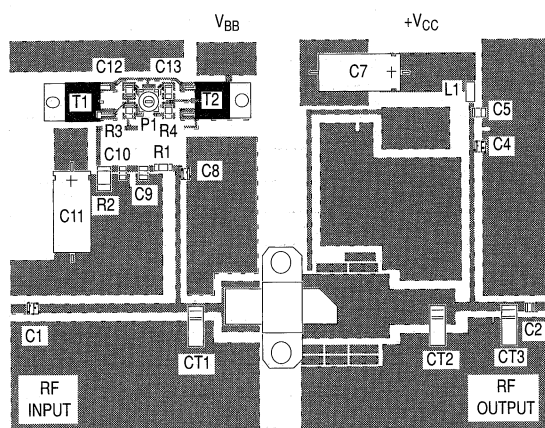 VBB
+VCC
C12 C13
C7
L1
T1
T2
P1
R3
R4
C5
C10
R1
C4
C8
R2
C9
C11
C1
C2
CT1
CT2
CT3
RF
INPUT
RF
OUTPUT